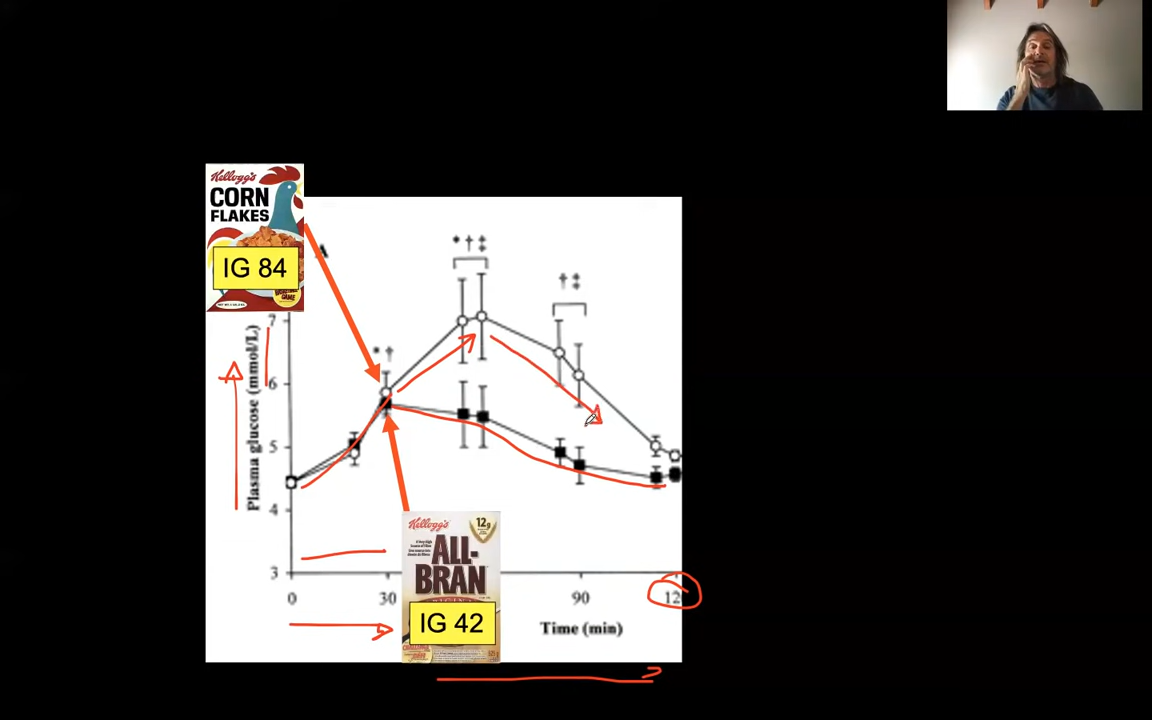 Kellogg's
CORN
FLAKES
IG 84
A
*†‡
†‡
*†
7
6
5
4
3
Plasma glucose (mmol/L)
0
30
90
12
Time (min)
Kellogg's
12g
ALL-
BRAN
IG 42